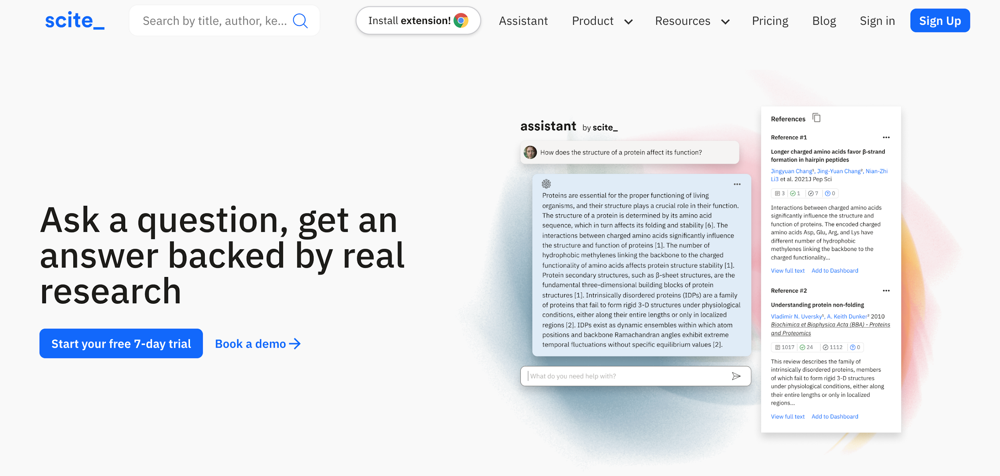 scite_
Search by title, author, ke...
Install extension!
Assistant
Product
Resources
Pricing
Blog
Sign in
Sign Up
Ask a question, get an
answer backed by real
research
Start your free 7-day trial
Book a demo
assistant by scite_
How does the structure of a protein affect its function?
Proteins are essential for the proper functioning of living
organisms, and their structure plays a crucial role in their function.
The structure of a protein is determined by its amino acid
sequence, which in turn affects its folding and stability [6]. The
interactions between charged amino acids significantly influence
the structure and function of proteins [1]. The number of
hydrophobic methylenes linking the backbone to the charged
functionality of amino acids affects protein structure stability [1].
Protein secondary structures, such as β-sheet structures, are the
fundamental three-dimensional building blocks of protein
structures [1]. Intrinsically disordered proteins (IDPs) are a family
of proteins that fail to form rigid 3-D structures under physiological
conditions, either along their entire lengths or only in localized
regions [2]. IDPs exist as dynamic ensembles within which atom
positions and backbone Ramachandran angles exhibit extreme
temporal fluctuations without specific equilibrium values [2].
What do you need help with?
References
Reference #1
Longer charged amino acids favor β-strand
formation in hairpin peptides
Jingyuan Chang¹, Jing-Yuan Chang², Nian-Zhi
Li3 et al. 2021J Pep Sci
3 1 7 0
Interactions between charged amino acids
significantly influence the structure and
function of proteins. The encoded charged
amino acids Asp, Glu, Arg, and Lys have
different number of hydrophobic
methylenes linking the backbone to the
charged functionality...
View full text Add to Dashboard
Reference #2
Understanding protein non-folding
Vladimir N. Uversky¹, A. Keith Dunker² 2010
Biochimica et Biophysica Acta (BBA) - Proteins
and Proteomics
1017 24 1112 0
This review describes the family of
intrinsically disordered proteins, members
of which fail to form rigid 3-D structures
under physiological conditions, either along
their entire lengths or only in localized
regions...
View full text Add to Dashboard